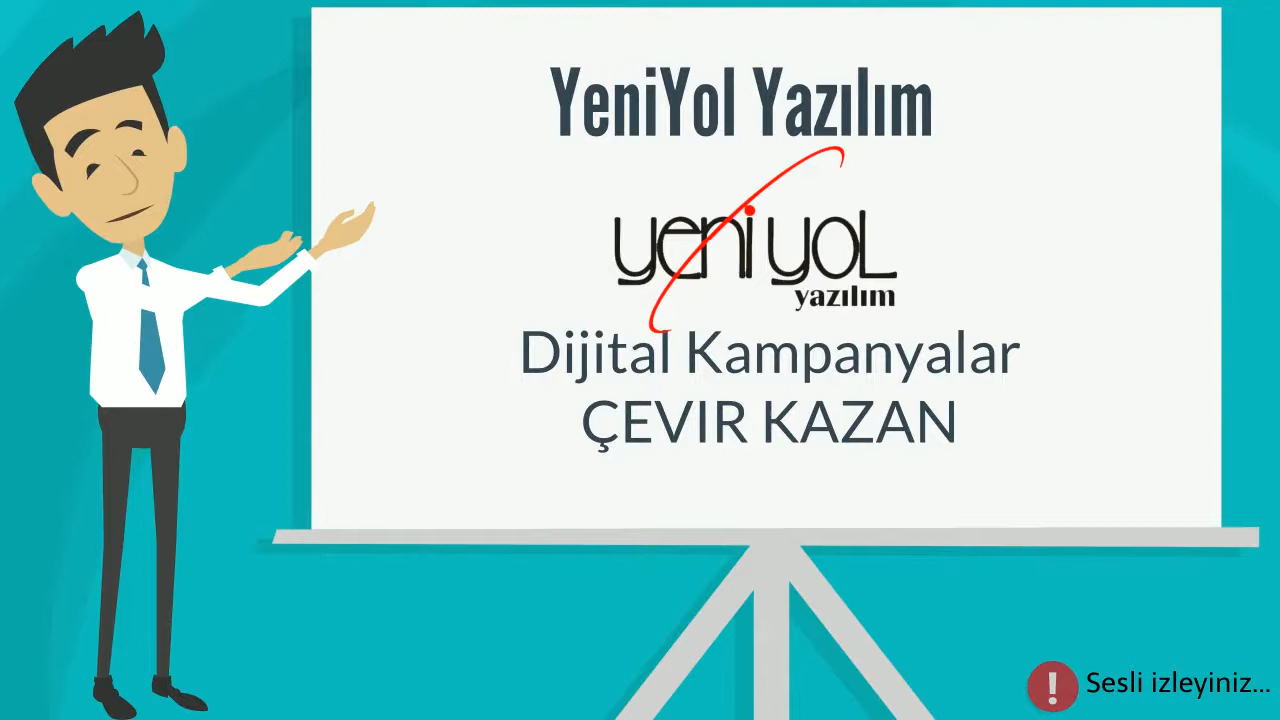 YeniYol Yazılım
yeni yol
yazılım
Dijital Kampanyalar
ÇEVIR KAZAN
! Sesli izleyiniz...